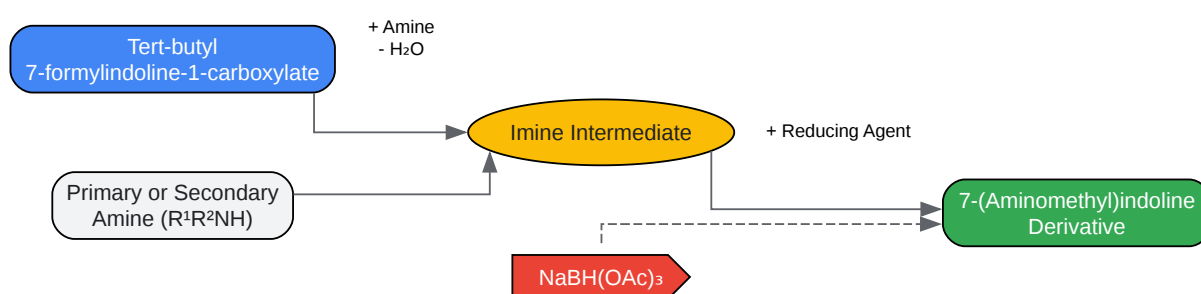 Tert-butyl
7-formylindoline-1-carboxylate
+ Amine
- H₂O
Imine Intermediate
+ Reducing Agent
Primary or Secondary
Amine (R¹R²NH)
7-(Aminomethyl)indoline
Derivative
NaBH(OAc)₃